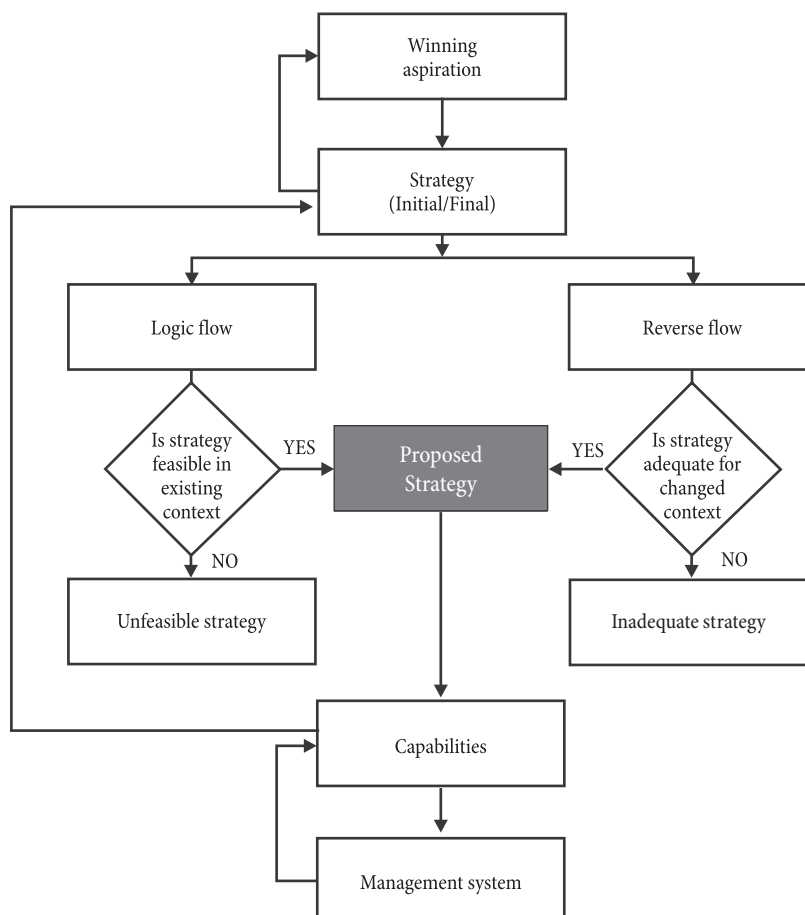 Winning
aspiration
Strategy
(Initial/Final)
Logic flow
Reverse flow
Is strategy
feasible in
existing
context
YES
Proposed
Strategy
YES
Is strategy
adequate for
changed
context
NO
NO
Unfeasible strategy
Inadequate strategy
Capabilities
Management system